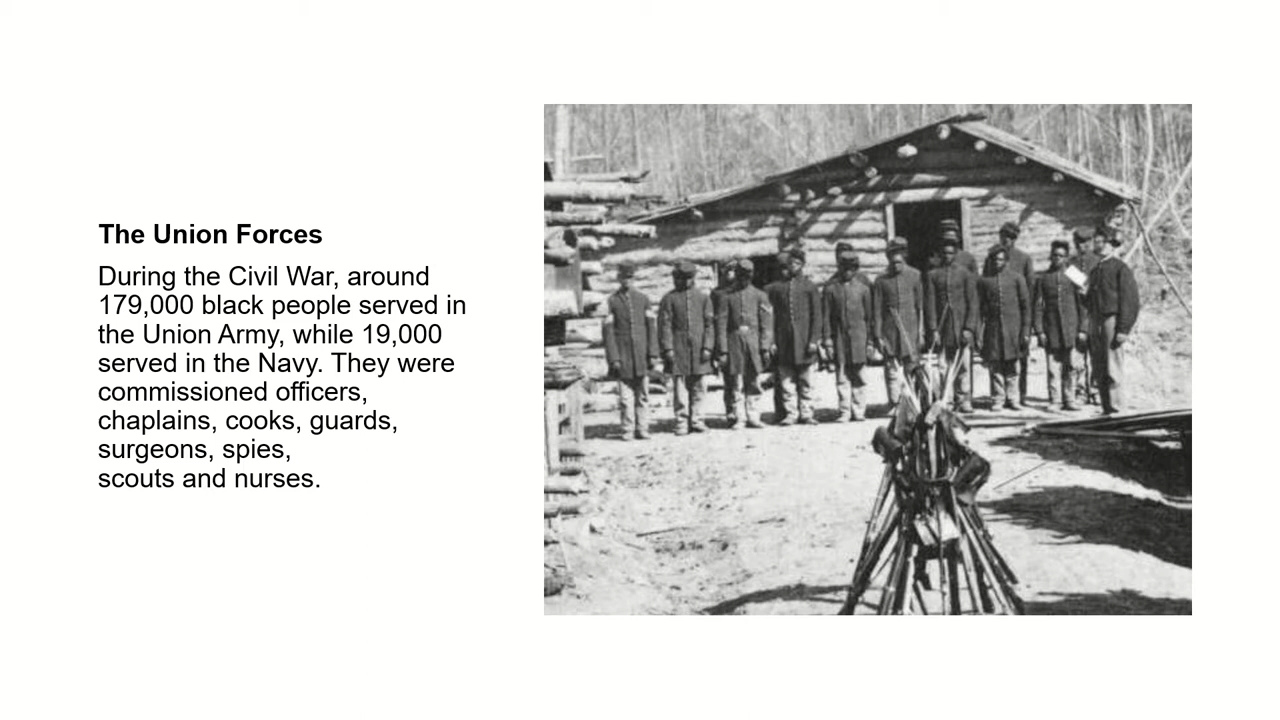 The Union Forces
During the Civil War, around
179,000 black people served in
the Union Army, while 19,000
served in the Navy. They were
commissioned officers,
chaplains, cooks, guards,
surgeons, spies,
scouts and nurses.